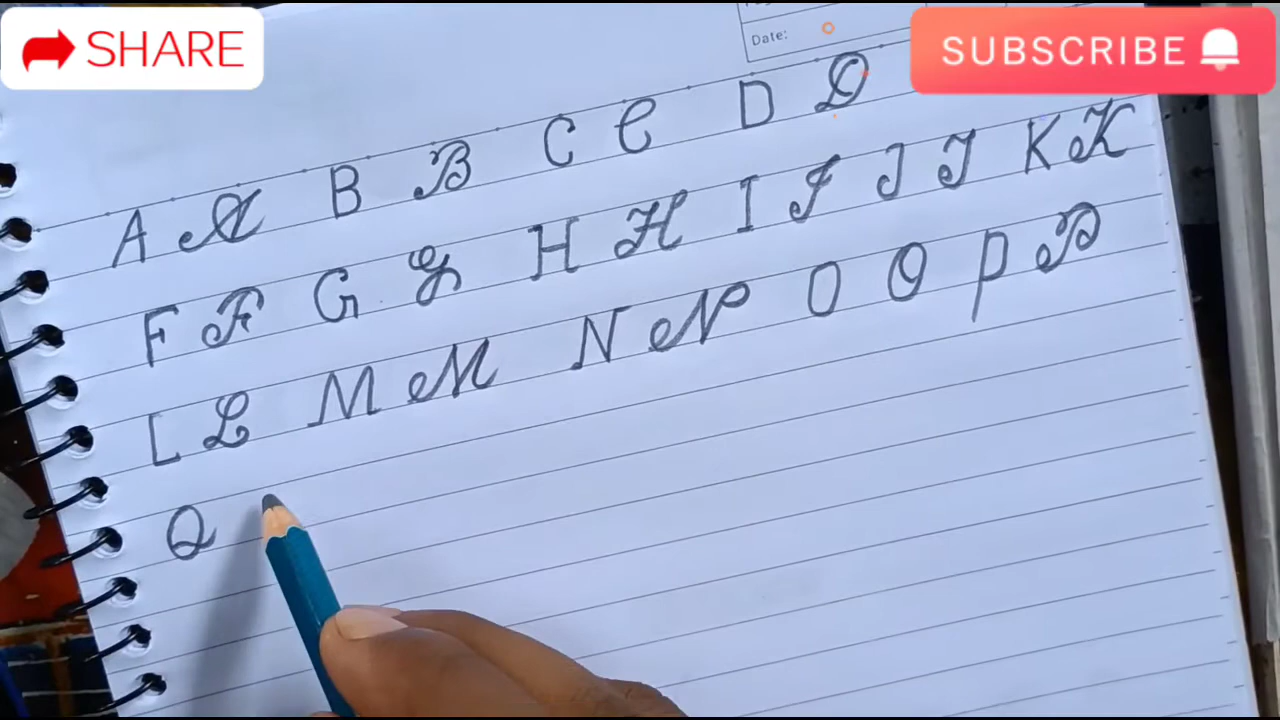 SHARE
SUBSCRIBE
Date:
A A B B C C D D
F F G G H H I I J J K K
L L M M N N O O P P
Q